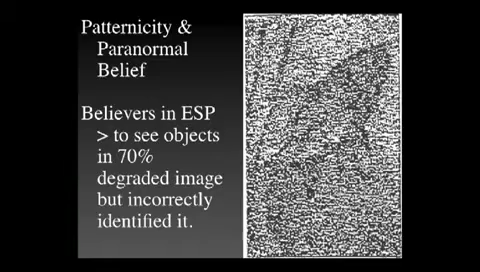 Patternicity &
Paranormal
Belief
Believers in ESP
> to see objects
in 70%
degraded image
but incorrectly
identified it.